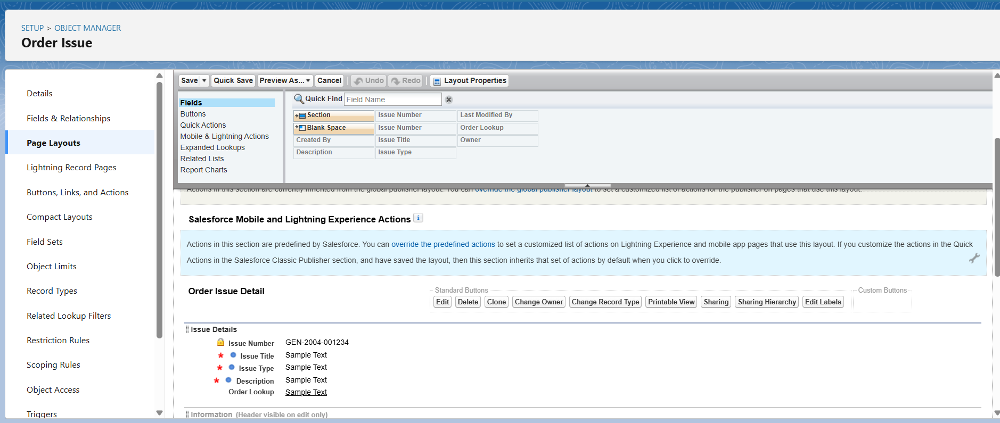 SETUP > OBJECT MANAGER
Order Issue
Details
Fields & Relationships
Page Layouts
Lightning Record Pages
Buttons, Links, and Actions
Compact Layouts
Field Sets
Object Limits
Record Types
Related Lookup Filters
Restriction Rules
Scoping Rules
Object Access
Triggers
Save Quick Save Preview As... Cancel Undo Redo Layout Properties
Fields
Buttons
Quick Actions
Mobile & Lightning Actions
Expanded Lookups
Related Lists
Report Charts
Quick Find Field Name
Section Issue Number Last Modified By
Blank Space Issue Number Order Lookup
Created By Issue Title Owner
Description Issue Type
Actions in this section are currently inherited from the global publisher layout. You can override the global publisher layout to set a customized list of actions for the publisher on pages that use this layout.
Salesforce Mobile and Lightning Experience Actions i
Actions in this section are predefined by Salesforce. You can override the predefined actions to set a customized list of actions on Lightning Experience and mobile app pages that use this layout. If you customize the actions in the Quick
Actions in the Salesforce Classic Publisher section, and have saved the layout, then this section inherits that set of actions by default when you click to override.
Order Issue Detail
Standard Buttons
Edit Delete Clone Change Owner Change Record Type Printable View Sharing Sharing Hierarchy Edit Labels
Custom Buttons
Issue Details
Issue Number GEN-2004-001234
* Issue Title Sample Text
* Issue Type Sample Text
* Description Sample Text
Order Lookup Sample Text
Information (Header visible on edit only)